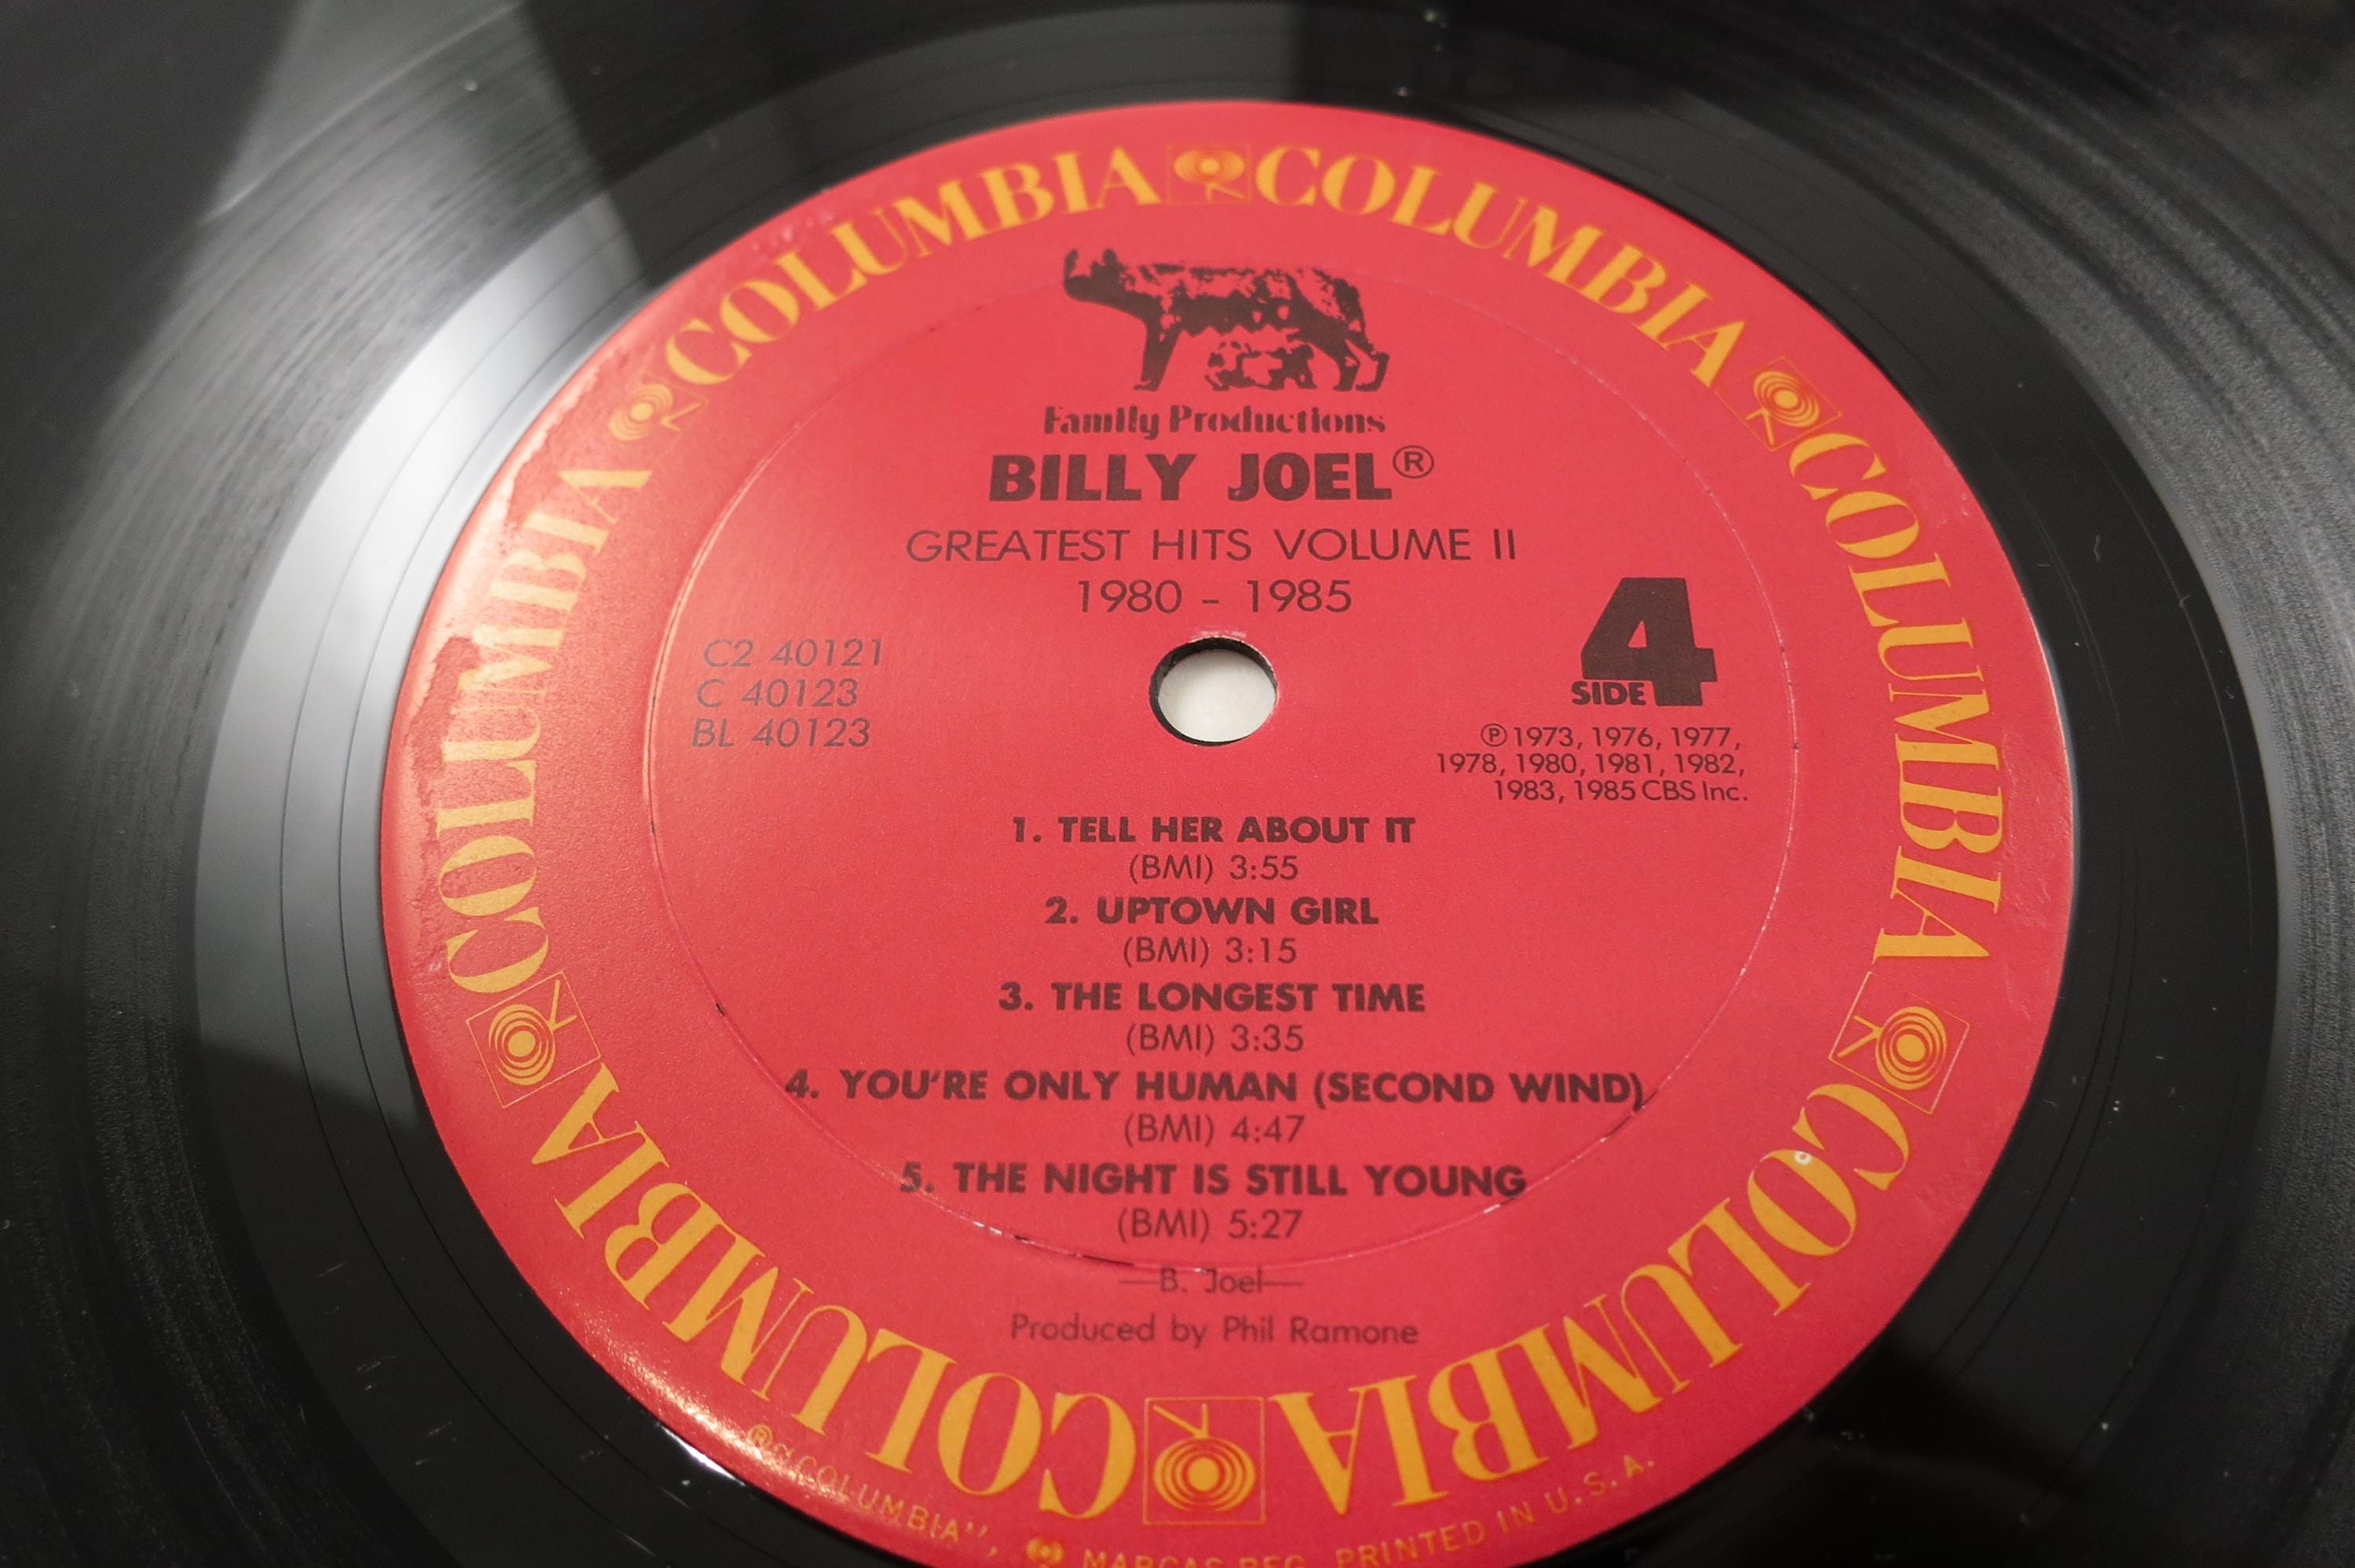 COLUMBIA COLUMBIA COLUMBIA COLUMBIA COLUMBIA COLUMBIA
Family Productions
BILLY JOEL®
GREATEST HITS VOLUME II
1980 - 1985
C2 40121
C 40123
BL 40123
4
SIDE
℗ 1973, 1976, 1977,
1978, 1980, 1981, 1982,
1983, 1985 CBS Inc.
1. TELL HER ABOUT IT
(BMI) 3:55
2. UPTOWN GIRL
(BMI) 3:15
3. THE LONGEST TIME
(BMI) 3:35
4. YOU'RE ONLY HUMAN (SECOND WIND)
(BMI) 4:47
5. THE NIGHT IS STILL YOUNG
(BMI) 5:27
—B. Joel—
Produced by Phil Ramone
® "COLUMBIA", MARCAS REG. PRINTED IN U.S.A.